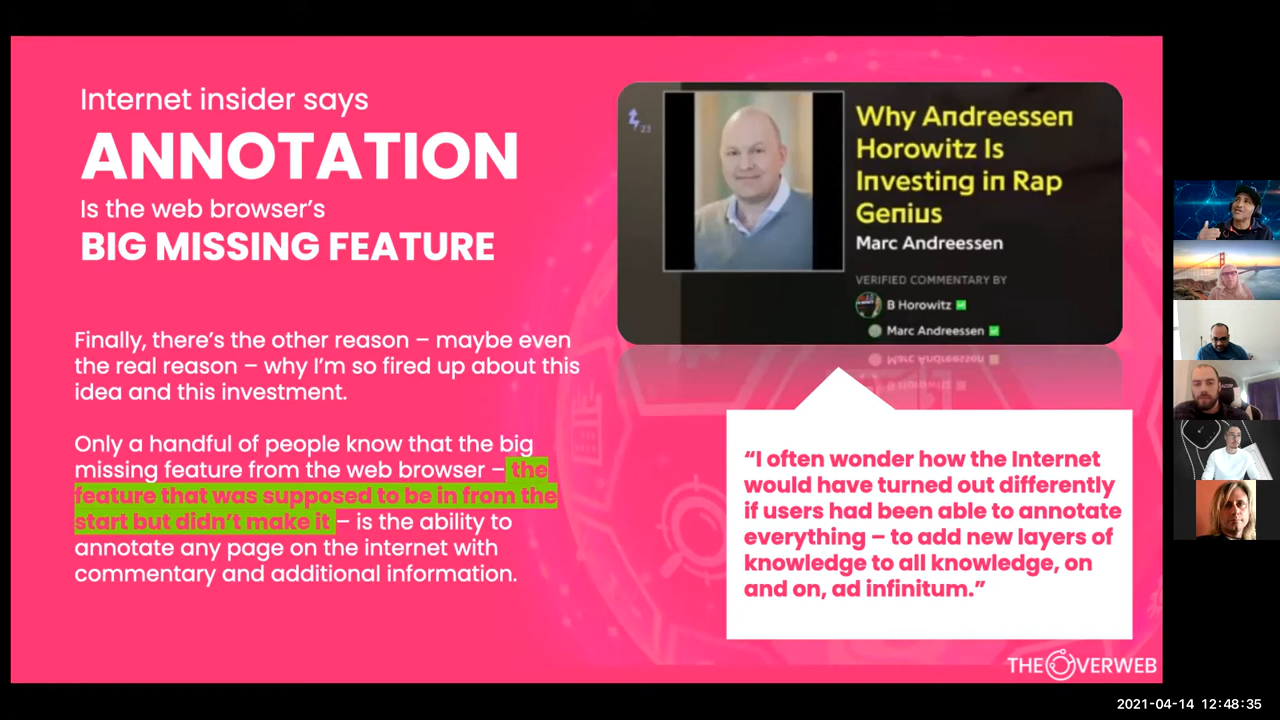 Internet insider says
ANNOTATION
Is the web browser's
BIG MISSING FEATURE
Finally, there's the other reason – maybe even
the real reason – why I'm so fired up about this
idea and this investment.
Only a handful of people know that the big
missing feature from the web browser – the
feature that was supposed to be in from the
start but didn't make it – is the ability to
annotate any page on the internet with
commentary and additional information.
23
Why Andreessen
Horowitz Is
Investing in Rap
Genius
Marc Andreessen
VERIFIED COMMENTARY BY
B Horowitz
Marc Andreessen
“I often wonder how the Internet
would have turned out differently
if users had been able to annotate
everything – to add new layers of
knowledge to all knowledge, on
and on, ad infinitum.”
THE OVERWEB
2021-04-14 12:48:35